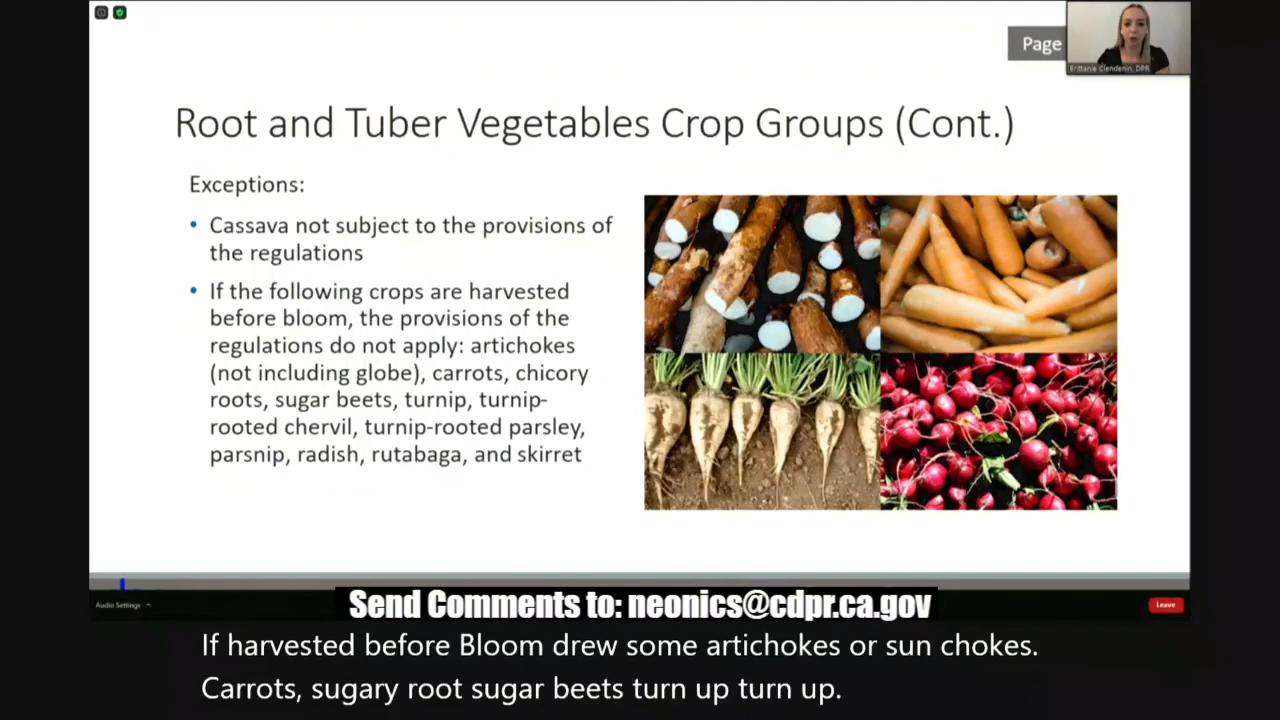 Page
Brittanie Clendenin, DPR
Root and Tuber Vegetables Crop Groups (Cont.)
Exceptions:
• Cassava not subject to the provisions of
the regulations
• If the following crops are harvested
before bloom, the provisions of the
regulations do not apply: artichokes
(not including globe), carrots, chicory
roots, sugar beets, turnip, turnip-
rooted chervil, turnip-rooted parsley,
parsnip, radish, rutabaga, and skirret
Audio Settings
Send Comments to: neonics@cdpr.ca.gov
Leave
If harvested before Bloom drew some artichokes or sun chokes.
Carrots, sugary root sugar beets turn up turn up.